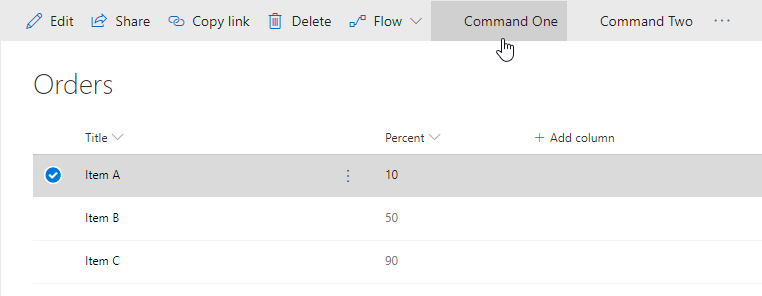 Edit Share Copy link Delete Flow Command One Command Two ...
Orders
Title Percent + Add column
Item A 10
Item B 50
Item C 90